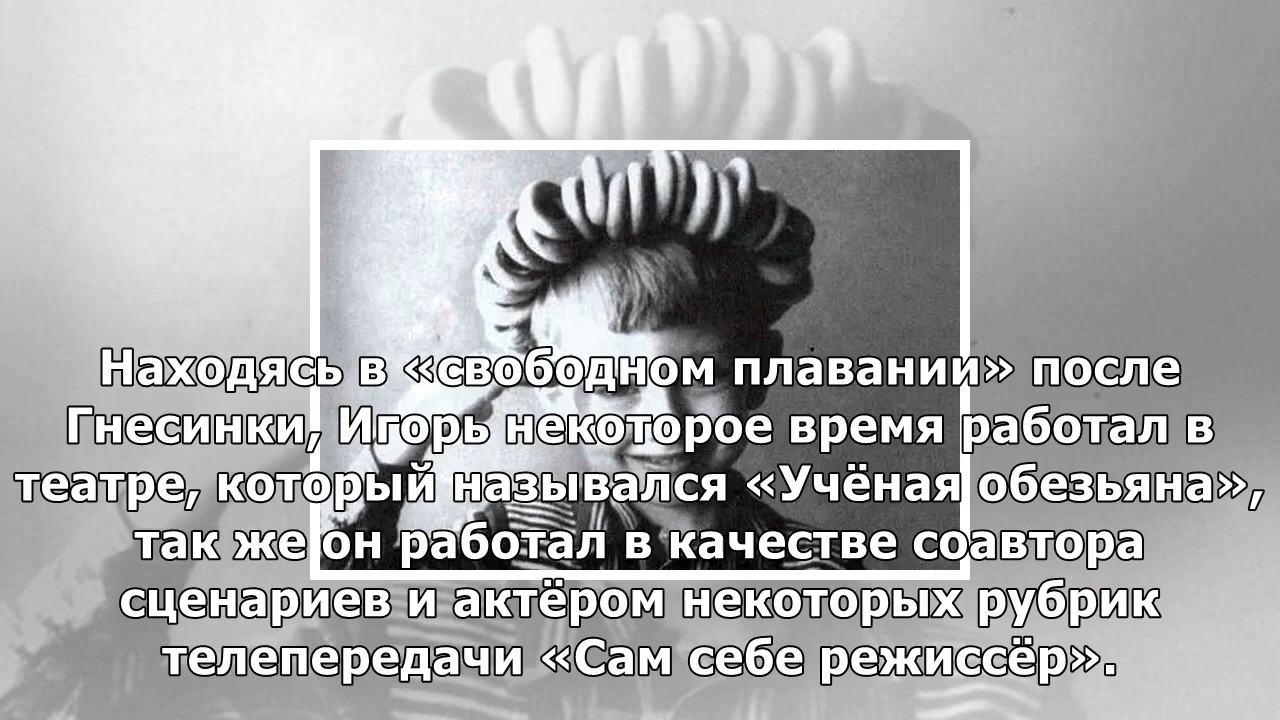 Находясь в «свободном плавании» после
Гнесинки, Игорь некоторое время работал в
театре, который назывался «Учёная обезьяна»,
так же он работал в качестве соавтора
сценариев и актёром некоторых рубрик
телепередачи «Сам себе режиссёр».